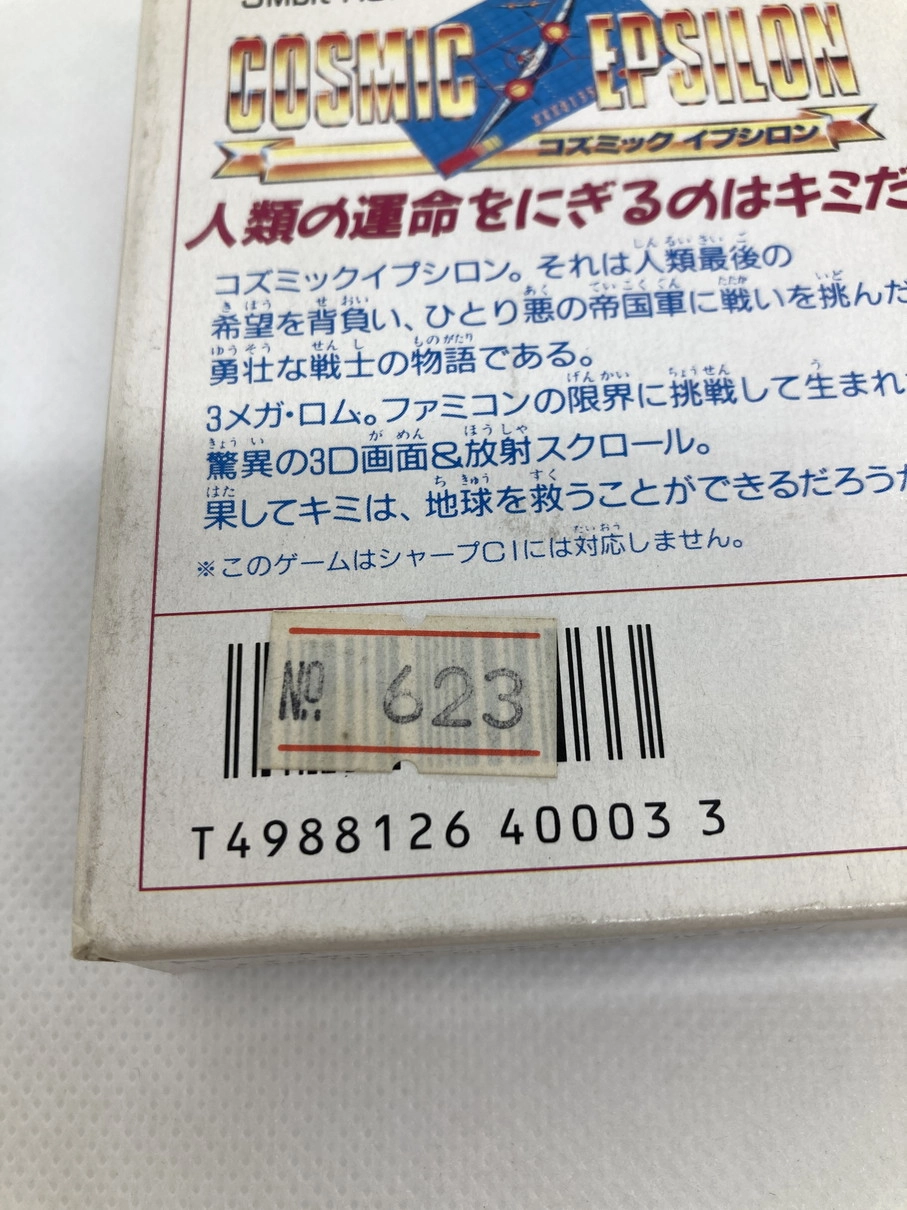 COSMIC EPSILON
コズミック イプシロン
人類の運命をにぎるのはキミだ
コズミックイプシロン。それは人類最後の
希望を背負い、ひとり悪の帝国軍に戦いを挑んだ
勇壮な戦士の物語である。
3メガ・ロム。ファミコンの限界に挑戦して生まれ
驚異の3D画面&放射スクロール。
果してキミは、地球を救うことができるだろうか
※このゲームはシャープC1には対応しません。
No. 623
T4988126 40003 3